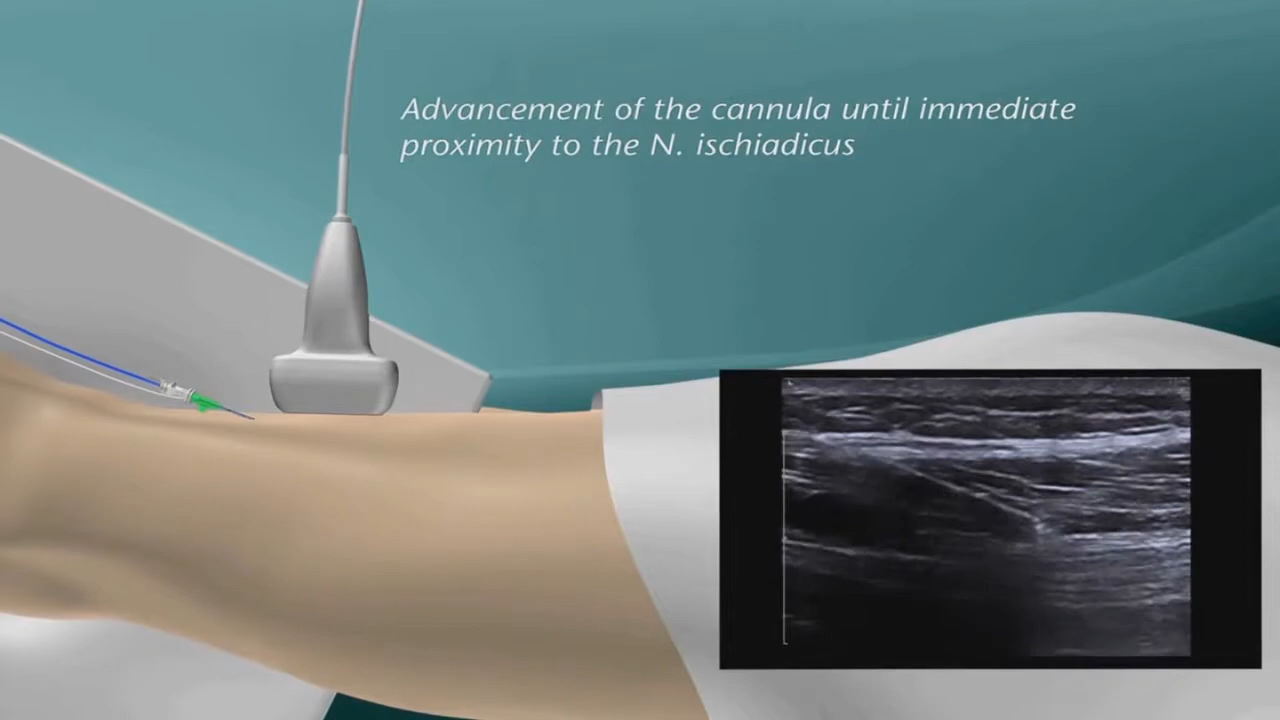 Advancement of the cannula until immediate
proximity to the N. ischiadicus